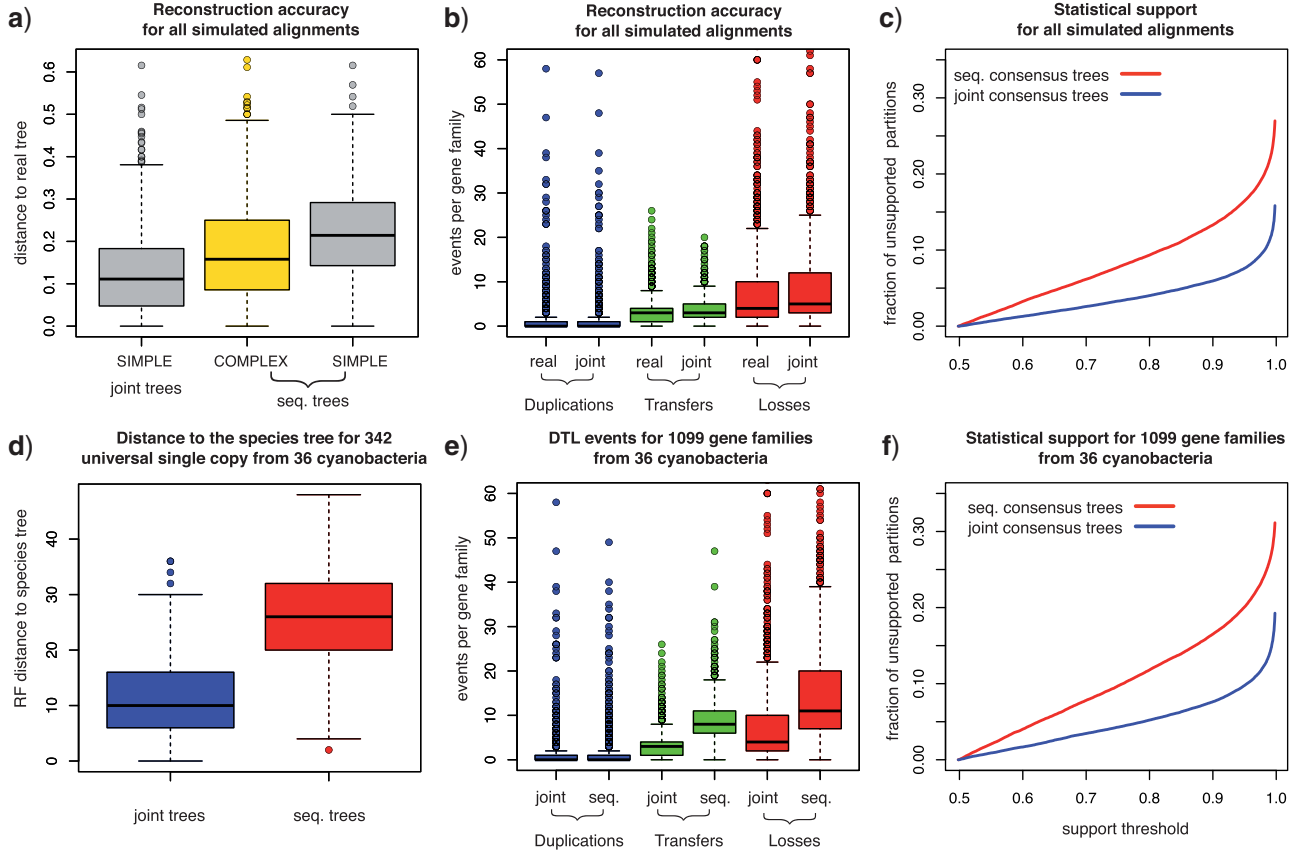 a)
Reconstruction accuracy
for all simulated alignments
distance to real tree
0.6
0.5
0.4
0.3
0.2
0.1
0.0
SIMPLE COMPLEX SIMPLE
joint trees
seq. trees
b)
Reconstruction accuracy
for all simulated alignments
events per gene family
60
50
40
30
20
10
0
real joint real joint real joint
Duplications Transfers Losses
c)
Statistical support
for all simulated alignments
seq. consensus trees
joint consensus trees
fraction of unsupported partitions
0.30
0.20
0.10
0.00
0.5 0.6 0.7 0.8 0.9 1.0
d)
Distance to the species tree for 342
universal single copy from 36 cyanobacteria
RF distance to species tree
40
30
20
10
0
joint trees seq. trees
e)
DTL events for 1099 gene families
from 36 cyanobacteria
events per gene family
60
50
40
30
20
10
0
joint seq. joint seq. joint seq.
Duplications Transfers Losses
f)
Statistical support for 1099 gene families
from 36 cyanobacteria
seq. consensus trees
joint consensus trees
fraction of unsupported partitions
0.30
0.20
0.10
0.00
0.5 0.6 0.7 0.8 0.9 1.0
support threshold